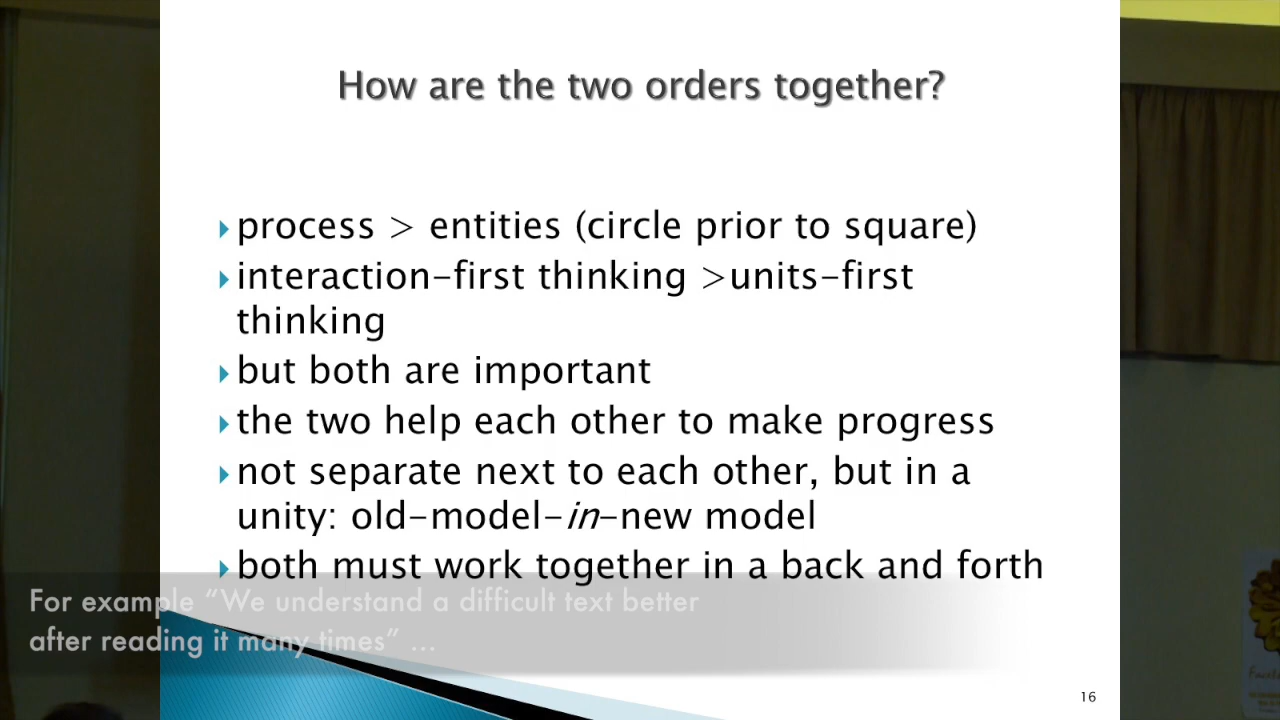 How are the two orders together?
process > entities (circle prior to square)
interaction-first thinking >units-first
thinking
but both are important
the two help each other to make progress
not separate next to each other, but in a
unity: old-model-in-new model
both must work together in a back and forth
For example “We understand a difficult text better
after reading it many times” ...
16